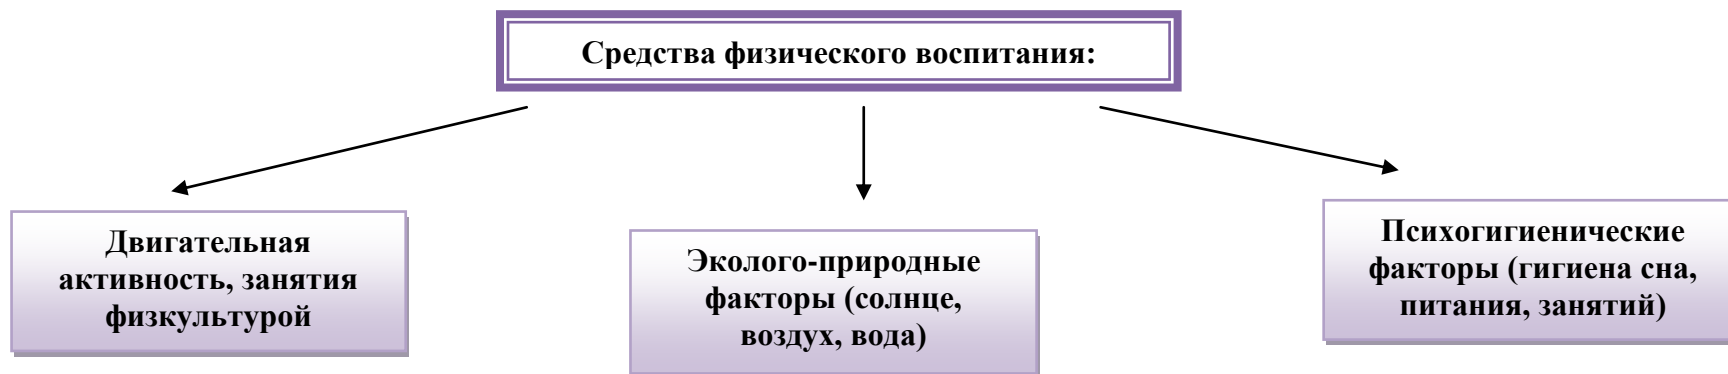 Средства физического воспитания:
Двигательная
активность, занятия
физкультурой
Эколого-природные
факторы (солнце,
воздух, вода)
Психогигиенические
факторы (гигиена сна,
питания, занятий)